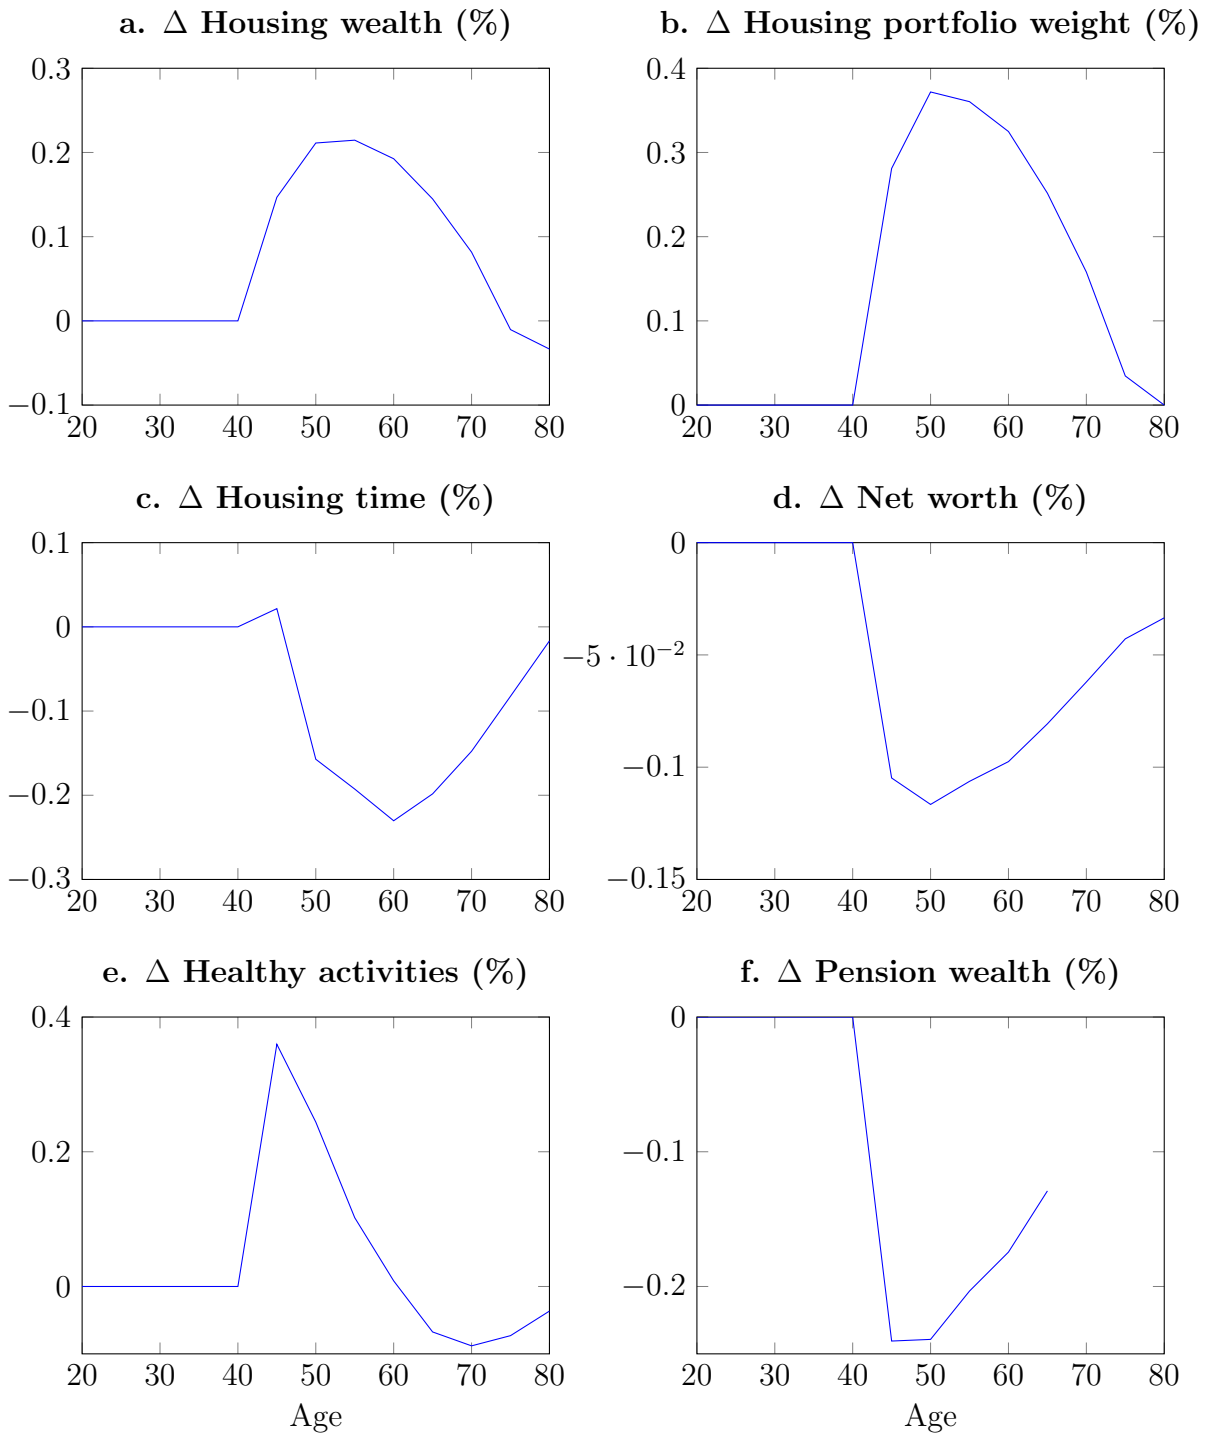 a. Δ Housing wealth (%)
0.3
0.2
0.1
0
−0.1
20 30 40 50 60 70 80
b. Δ Housing portfolio weight (%)
0.4
0.3
0.2
0.1
0
20 30 40 50 60 70 80
c. Δ Housing time (%)
0.1
0
−0.1
−0.2
−0.3
20 30 40 50 60 70 80
d. Δ Net worth (%)
0
−5 · 10⁻²
−0.1
−0.15
20 30 40 50 60 70 80
e. Δ Healthy activities (%)
0.4
0.2
0
20 30 40 50 60 70 80
Age
f. Δ Pension wealth (%)
0
−0.1
−0.2
20 30 40 50 60 70 80
Age